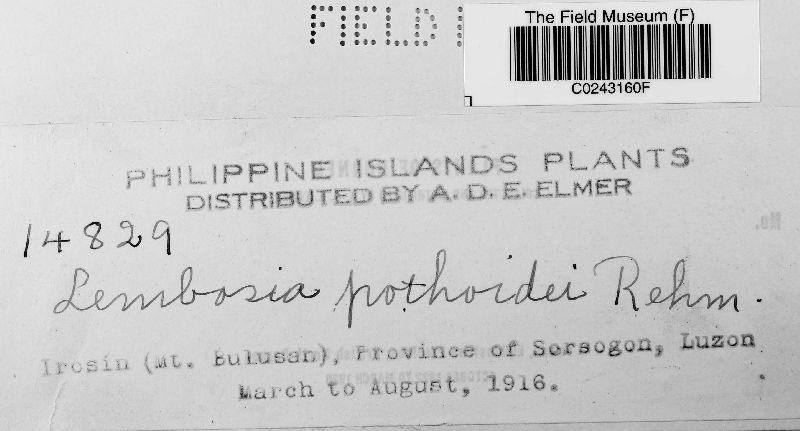 FIELD
The Field Museum (F)
C0243160F
PHILIPPINE ISLANDS PLANTS
DISTRIBUTED BY A. D. E. ELMER
14829
No.
Lembosia pothoidei Rehm.
Irosin (Mt. Bulusan), Province of Sorsogon, Luzon
March to August, 1916.